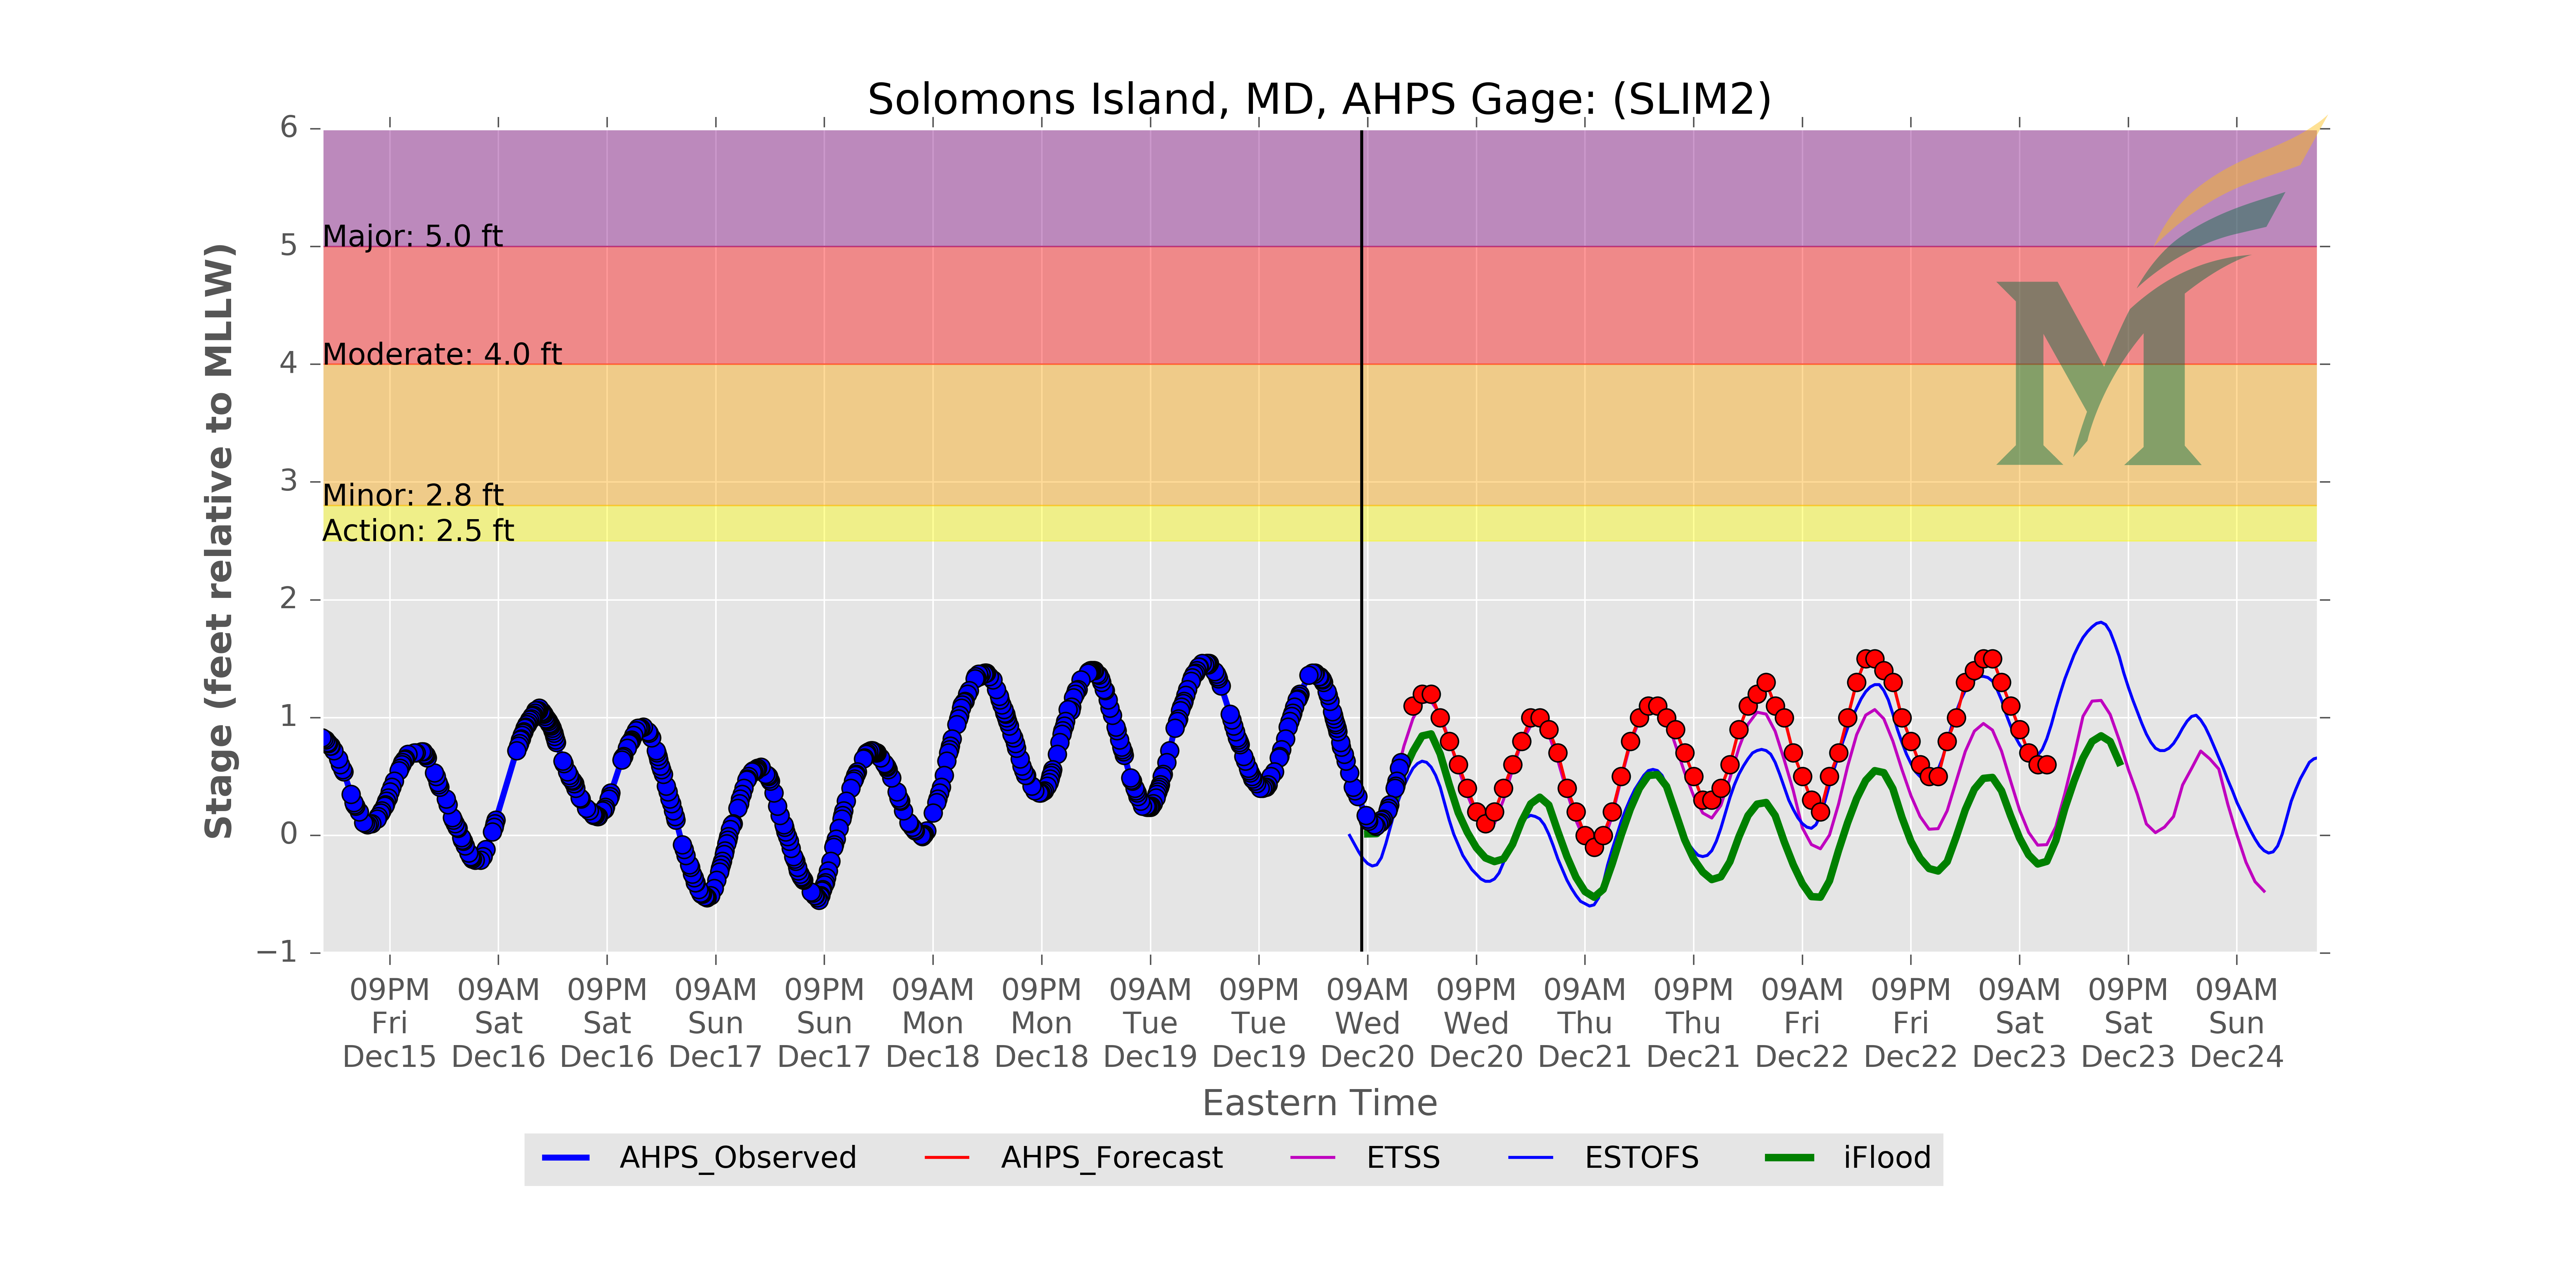 Solomons Island, MD, AHPS Gage: (SLIM2)
6
5
4
3
2
1
0
−1
Stage (feet relative to MLLW)
Major: 5.0 ft
Moderate: 4.0 ft
Minor: 2.8 ft
Action: 2.5 ft
M
09PM 09AM 09PM 09AM 09PM 09AM 09PM 09AM 09PM 09AM 09PM 09AM 09PM 09AM 09PM 09AM 09PM 09AM
Fri Sat Sat Sun Sun Mon Mon Tue Tue Wed Wed Thu Thu Fri Fri Sat Sat Sun
Dec15 Dec16 Dec16 Dec17 Dec17 Dec18 Dec18 Dec19 Dec19 Dec20 Dec20 Dec21 Dec21 Dec22 Dec22 Dec23 Dec23 Dec24
Eastern Time
AHPS_Observed AHPS_Forecast ETSS ESTOFS iFlood